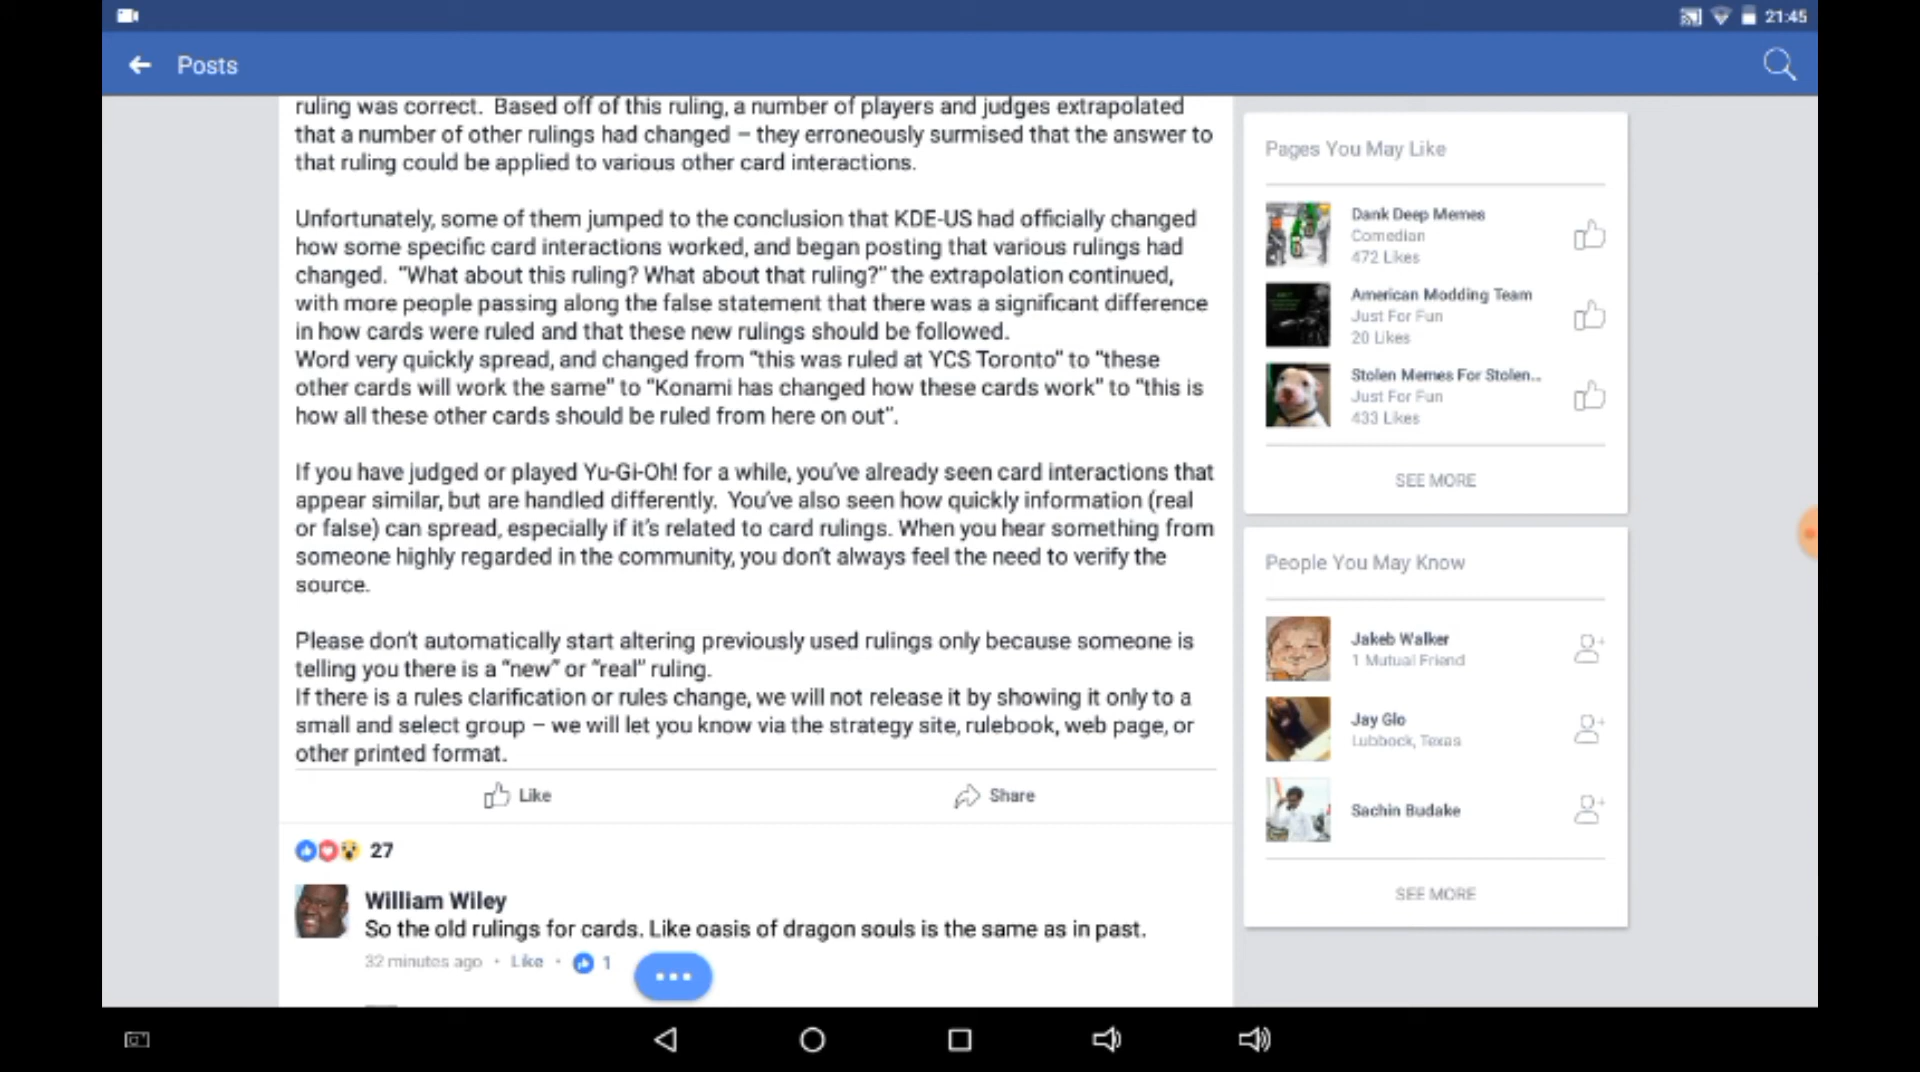 21:45
Posts
ruling was correct.  Based off of this ruling, a number of players and judges extrapolated
that a number of other rulings had changed – they erroneously surmised that the answer to
that ruling could be applied to various other card interactions.
Unfortunately, some of them jumped to the conclusion that KDE-US had officially changed
how some specific card interactions worked, and began posting that various rulings had
changed.  “What about this ruling? What about that ruling?” the extrapolation continued,
with more people passing along the false statement that there was a significant difference
in how cards were ruled and that these new rulings should be followed.
Word very quickly spread, and changed from “this was ruled at YCS Toronto” to “these
other cards will work the same” to “Konami has changed how these cards work” to “this is
how all these other cards should be ruled from here on out”.
If you have judged or played Yu-Gi-Oh! for a while, you’ve already seen card interactions that
appear similar, but are handled differently.  You’ve also seen how quickly information (real
or false) can spread, especially if it’s related to card rulings. When you hear something from
someone highly regarded in the community, you don’t always feel the need to verify the
source.
Please don’t automatically start altering previously used rulings only because someone is
telling you there is a “new” or “real” ruling.
If there is a rules clarification or rules change, we will not release it by showing it only to a
small and select group – we will let you know via the strategy site, rulebook, web page, or
other printed format.
Like
Share
27
William Wiley
So the old rulings for cards. Like oasis of dragon souls is the same as in past.
32 minutes ago · Like · 1
Pages You May Like
Dank Deep Memes
Comedian
472 Likes
American Modding Team
Just For Fun
20 Likes
Stolen Memes For Stolen...
Just For Fun
433 Likes
SEE MORE
People You May Know
Jakeb Walker
1 Mutual Friend
Jay Glo
Lubbock, Texas
Sachin Budake
SEE MORE